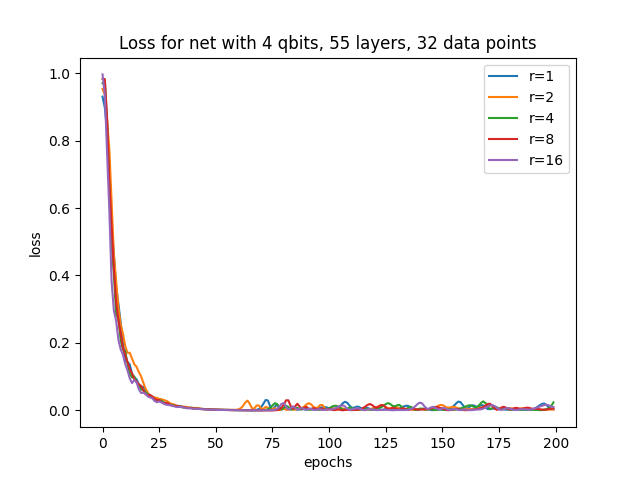 Loss for net with 4 qbits, 55 layers, 32 data points
1.0
0.8
0.6
0.4
0.2
0.0
loss
r=1
r=2
r=4
r=8
r=16
0 25 50 75 100 125 150 175 200
epochs